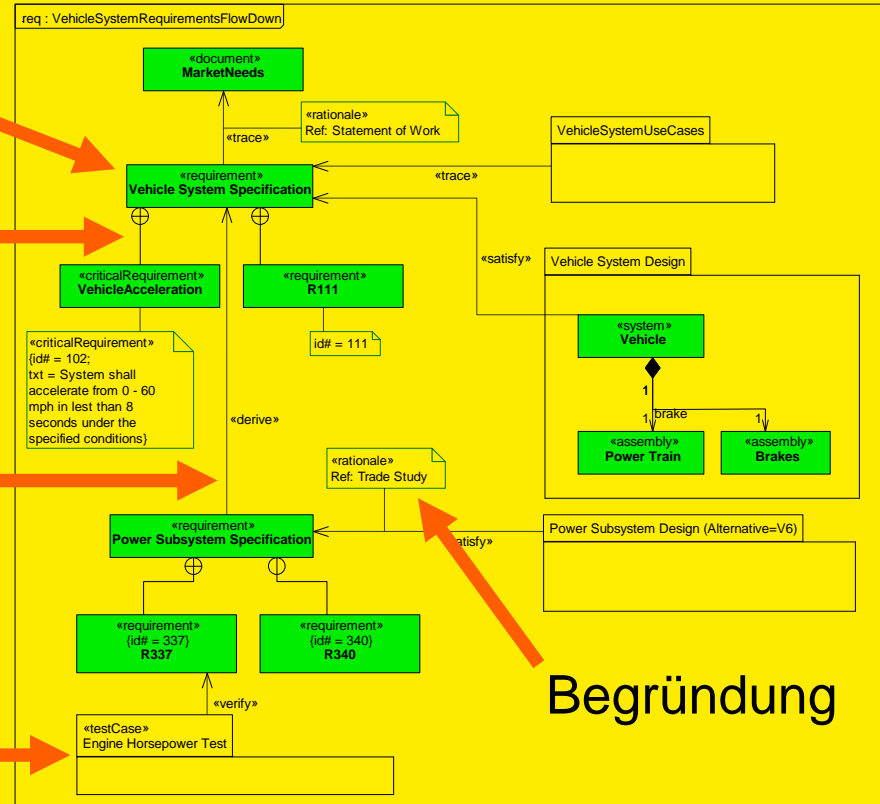 req : VehicleSystemRequirementsFlowDown
«document»
MarketNeeds
«rationale»
Ref: Statement of Work
«trace»
VehicleSystemUseCases
«requirement»
Vehicle System Specification
«trace»
«satisfy»
Vehicle System Design
«criticalRequirement»
VehicleAcceleration
«requirement»
R111
«criticalRequirement»
{id# = 102;
txt = System shall
accelerate from 0 - 60
mph in lest than 8
seconds under the
specified conditions}
id# = 111
«system»
Vehicle
1
brake
1
1
«assembly»
Power Train
«assembly»
Brakes
«derive»
«rationale»
Ref: Trade Study
«requirement»
Power Subsystem Specification
atisfy»
Power Subsystem Design (Alternative=V6)
«requirement»
{id# = 337}
R337
«requirement»
{id# = 340}
R340
«verify»
Begründung
«testCase»
Engine Horsepower Test